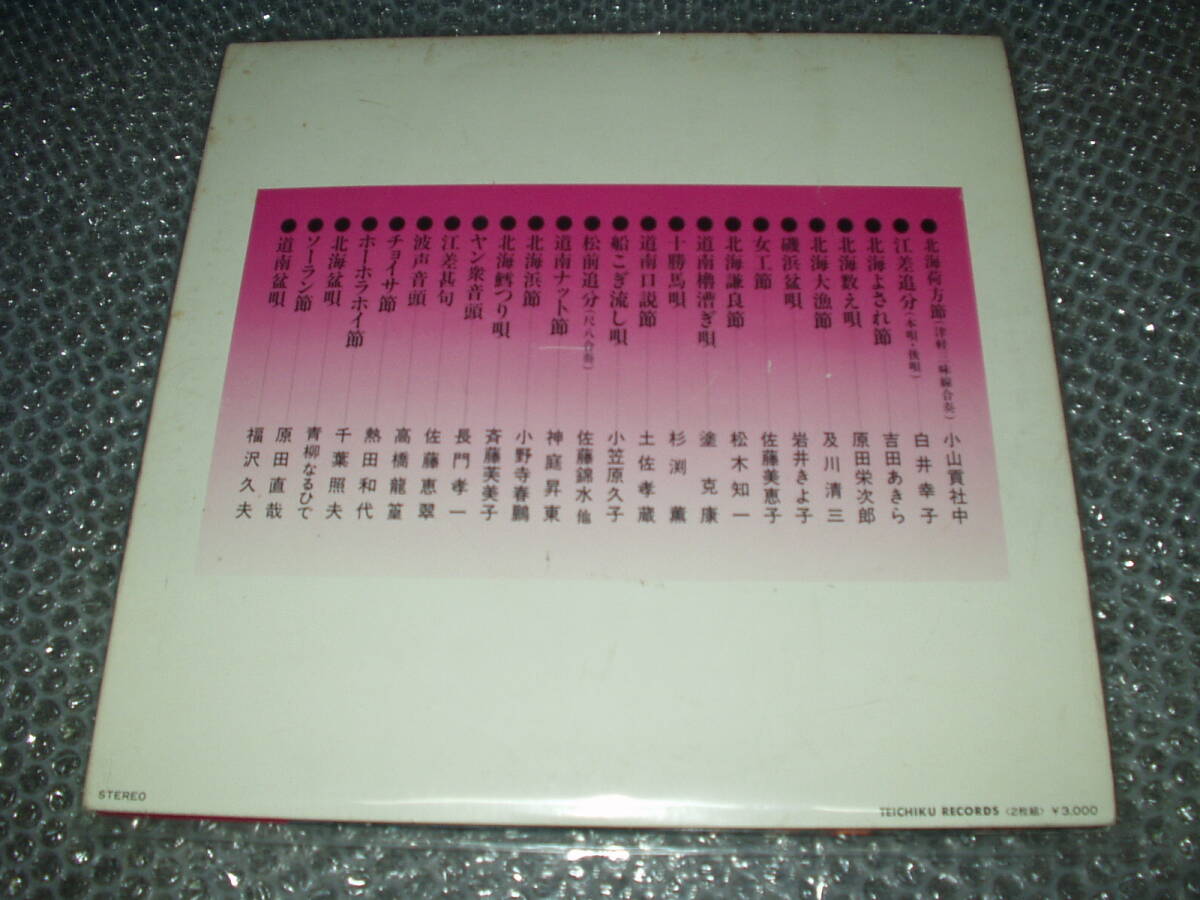 ●北海荷方節(津軽三味線合奏) 小山貢社中
●江差追分(本唄・後唄) 白井幸子
●北海よされ節 吉田あきら
●北海数え唄 原田栄次郎
●北海大漁節 及川清三
●磯浜盆唄 岩井きよ子
●女工節 佐藤美恵子
●北海謙良節 松木知一
●道南櫓漕ぎ唄 塗克康
●十勝馬唄 杉渕薫
●道南口説節 土佐孝蔵
●船こぎ流し唄 小笠原久子
●松前追分(尺八合奏) 佐藤錦水他
●道南ナット節 神庭昇東
●北海浜節 小野寺春鵬
●北海鱈つり唄 斉藤芙美子
●ヤン衆音頭 長門孝一
●江差甚句 佐藤恵翠
●波声音頭 高橋龍篁
●チョイサ節 熱田和代
●ホーホラホイ節 千葉照夫
●北海盆唄 青柳なるひで
●ソーラン節 原田直哉
●道南盆唄 福沢久夫
STEREO
TEICHIKU RECORDS 〈2枚組〉 ¥3,000